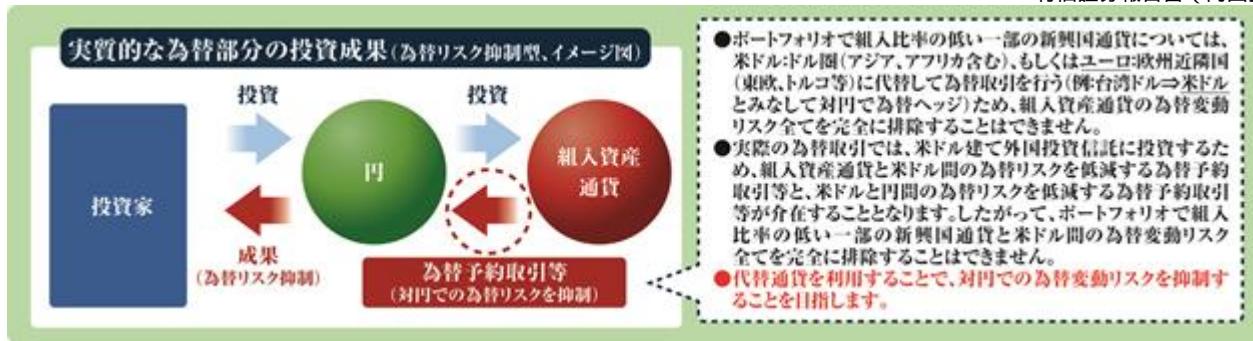 実質的な為替部分の投資成果(為替リスク抑制型、イメージ図)
投資
投資
投資家
円
組入資産
通貨
成果
(為替リスク抑制)
為替予約取引等
(対円での為替リスクを抑制)
●ポートフォリオで組入比率の低い一部の新興国通貨については、
米ドル:ドル圏(アジア、アフリカ含む)、もしくはユーロ:欧州近隣国
(東欧、トルコ等)に代替して為替取引を行う(例:台湾ドル⇒米ドル
とみなして対円で為替ヘッジ)ため、組入資産通貨の為替変動
リスク全てを完全に排除することはできません。
●実際の為替取引では、米ドル建て外国投資信託に投資するた
め、組入資産通貨と米ドル間の為替リスクを低減する為替予約
取引等と、米ドルと円間の為替リスクを低減する為替予約取引
等が介在することとなります。したがって、ポートフォリオで組入
比率の低い一部の新興国通貨と米ドル間の為替変動リスク
全てを完全に排除することはできません。
●代替通貨を利用することで、対円での為替変動リスクを抑制す
ることを目指します。